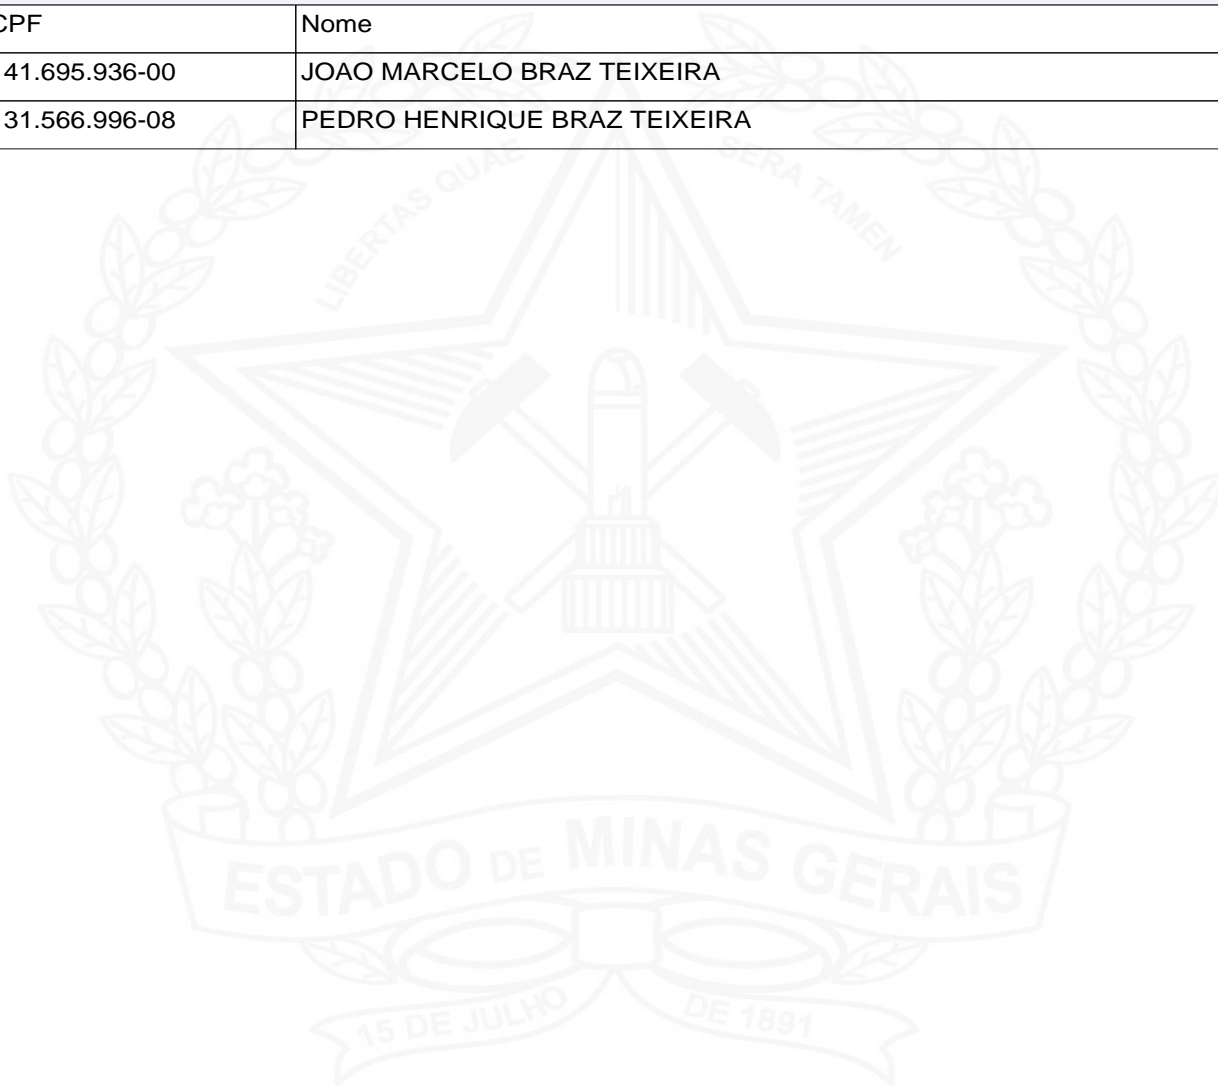 CPF Nome
41.695.936-00 JOAO MARCELO BRAZ TEIXEIRA
31.566.996-08 PEDRO HENRIQUE BRAZ TEIXEIRA
LIBERTAS QUAE SERA TAMEN
ESTADO DE MINAS GERAIS
15 DE JULHO DE 1891